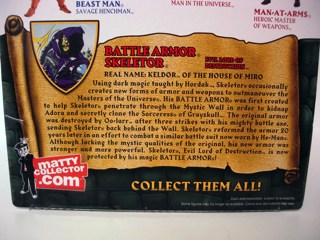 BEAST MAN®
SAVAGE HENCHMAN.
MAN IN THE UNIVERSE.
MAN-AT-ARMS®
HEROIC MASTER
OF WEAPONS.
BATTLE ARMOR
SKELETOR®
EVIL LORD OF
DESTRUCTION.
REAL NAME: KELDOR, OF THE HOUSE OF MIRO
Using dark magic taught by Hordak, Skeletor® occasionally
creates new forms of armor and weapons to outmaneuver the
Masters of the Universe®. His BATTLE ARMOR® was first created
to help Skeletor® penetrate through the Mystic Wall in order to kidnap
Adora and secretly clone the Sorceress® of Grayskull®. The original armor
was destroyed by Oo-larr®, after three strikes with his mighty battle axe,
sending Skeletor® back behind the Wall. Skeletor® reformed the armor 20
years later in an effort to combat a similar battle suit now worn by He-Man®.
Although lacking the mystic qualities of the original, his new armor was
stronger and more powerful. Skeletor®, Evil Lord of Destruction®, is now
protected by his magic BATTLE ARMOR®!
MATTY
COLLECTOR
.COM™
COLLECT THEM ALL!